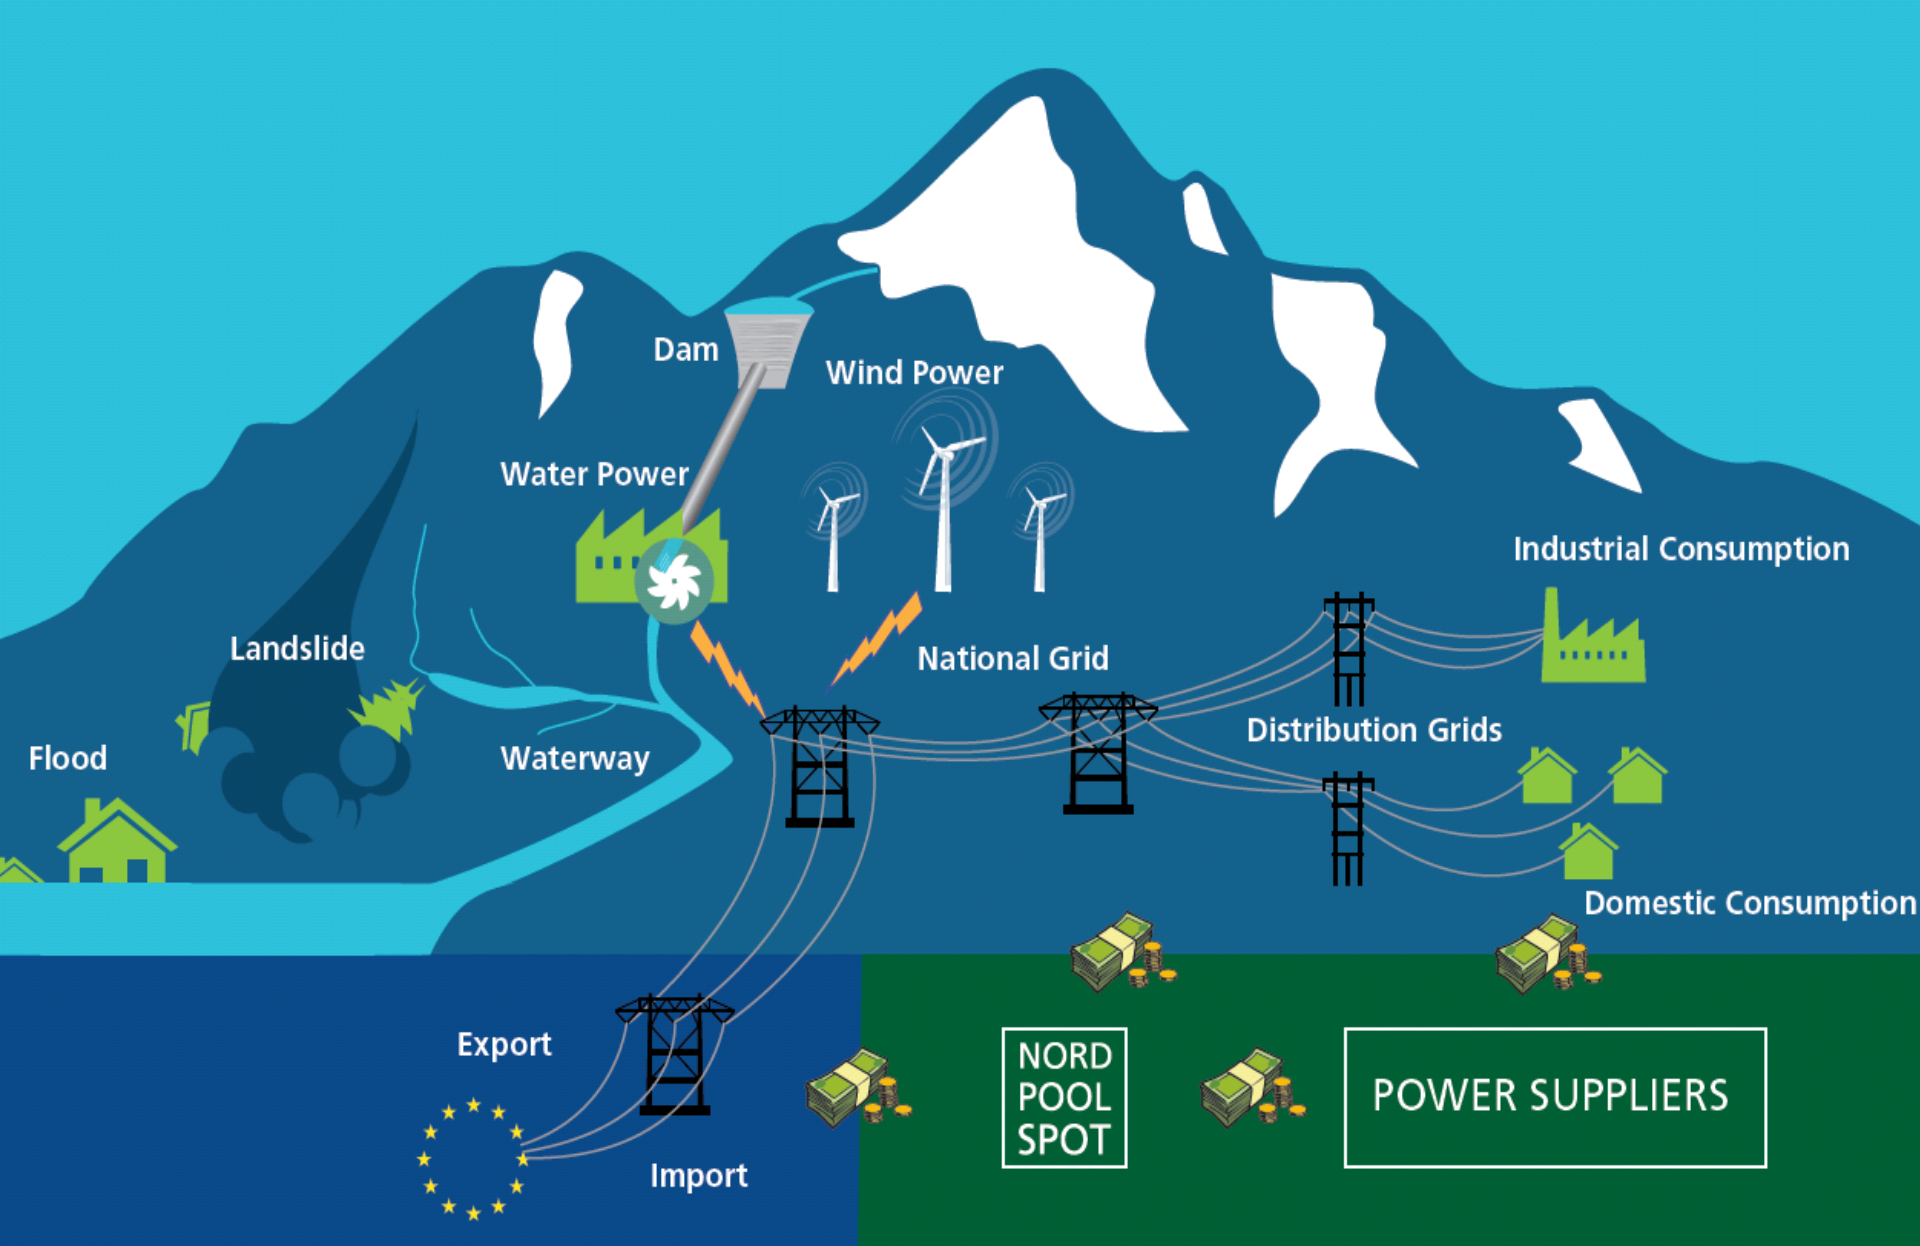 Dam
Wind Power
Water Power
Industrial Consumption
Landslide
National Grid
Distribution Grids
Flood
Waterway
Domestic Consumption
Export
NORD
POOL
SPOT
POWER SUPPLIERS
Import